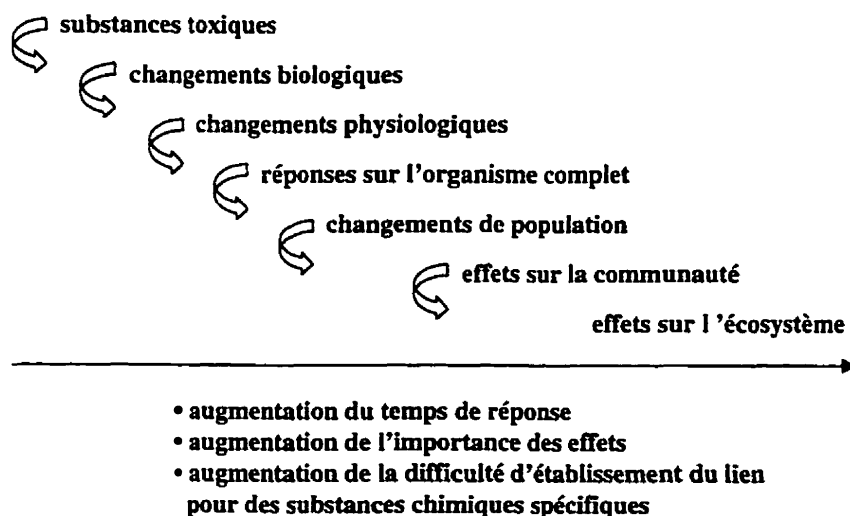 substances toxiques
changements biologiques
changements physiologiques
réponses sur l'organisme complet
changements de population
effets sur la communauté
effets sur l 'écosystème
• augmentation du temps de réponse
• augmentation de l'importance des effets
• augmentation de la difficulté d'établissement du lien
pour des substances chimiques spécifiques